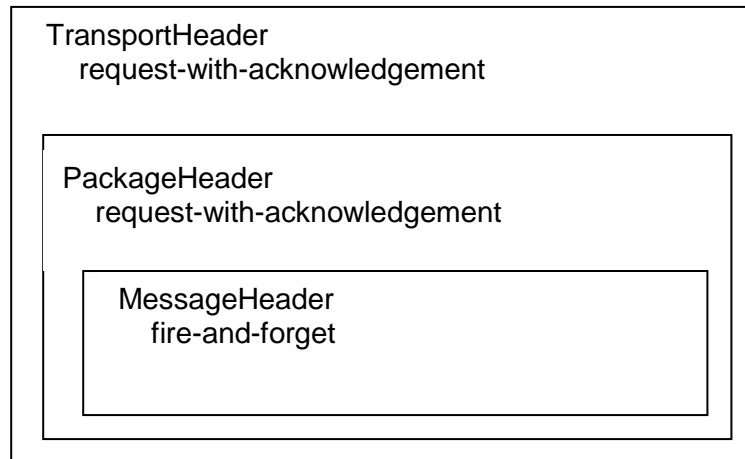 TransportHeader
request-with-acknowledgement
PackageHeader
request-with-acknowledgement
MessageHeader
fire-and-forget